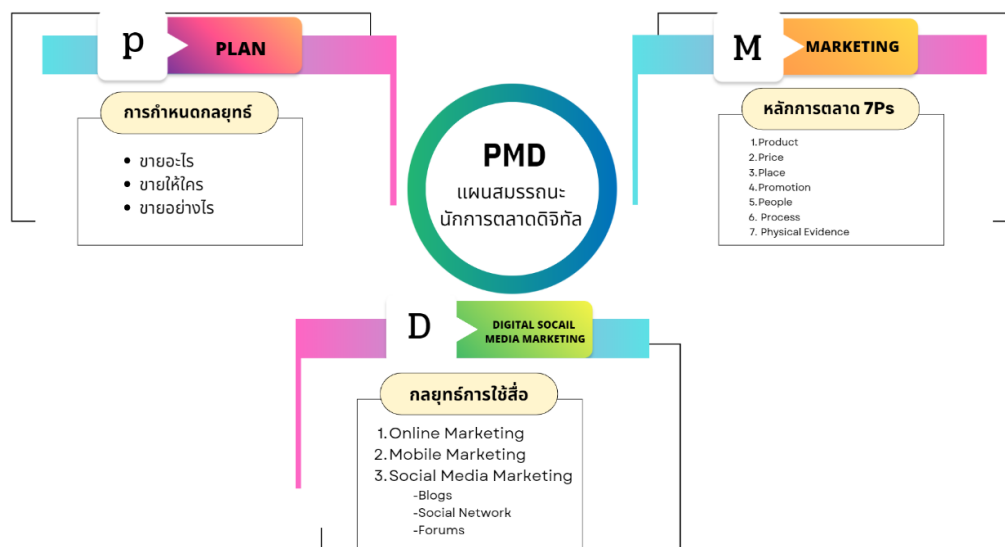 p
PLAN
การกำหนดกลยุทธ์
• ขายอะไร
• ขายให้ใคร
• ขายอย่างไร
PMD
แผนสมรรถนะ
นักการตลาดดิจิทัล
M
MARKETING
หลักการตลาด 7Ps
1.Product
2.Price
3.Place
4.Promotion
5.People
6. Process
7. Physical Evidence
D
DIGITAL SOCAIL
MEDIA MARKETING
กลยุทธ์การใช้สื่อ
1.Online Marketing
2.Mobile Marketing
3.Social Media Marketing
-Blogs
-Social Network
-Forums